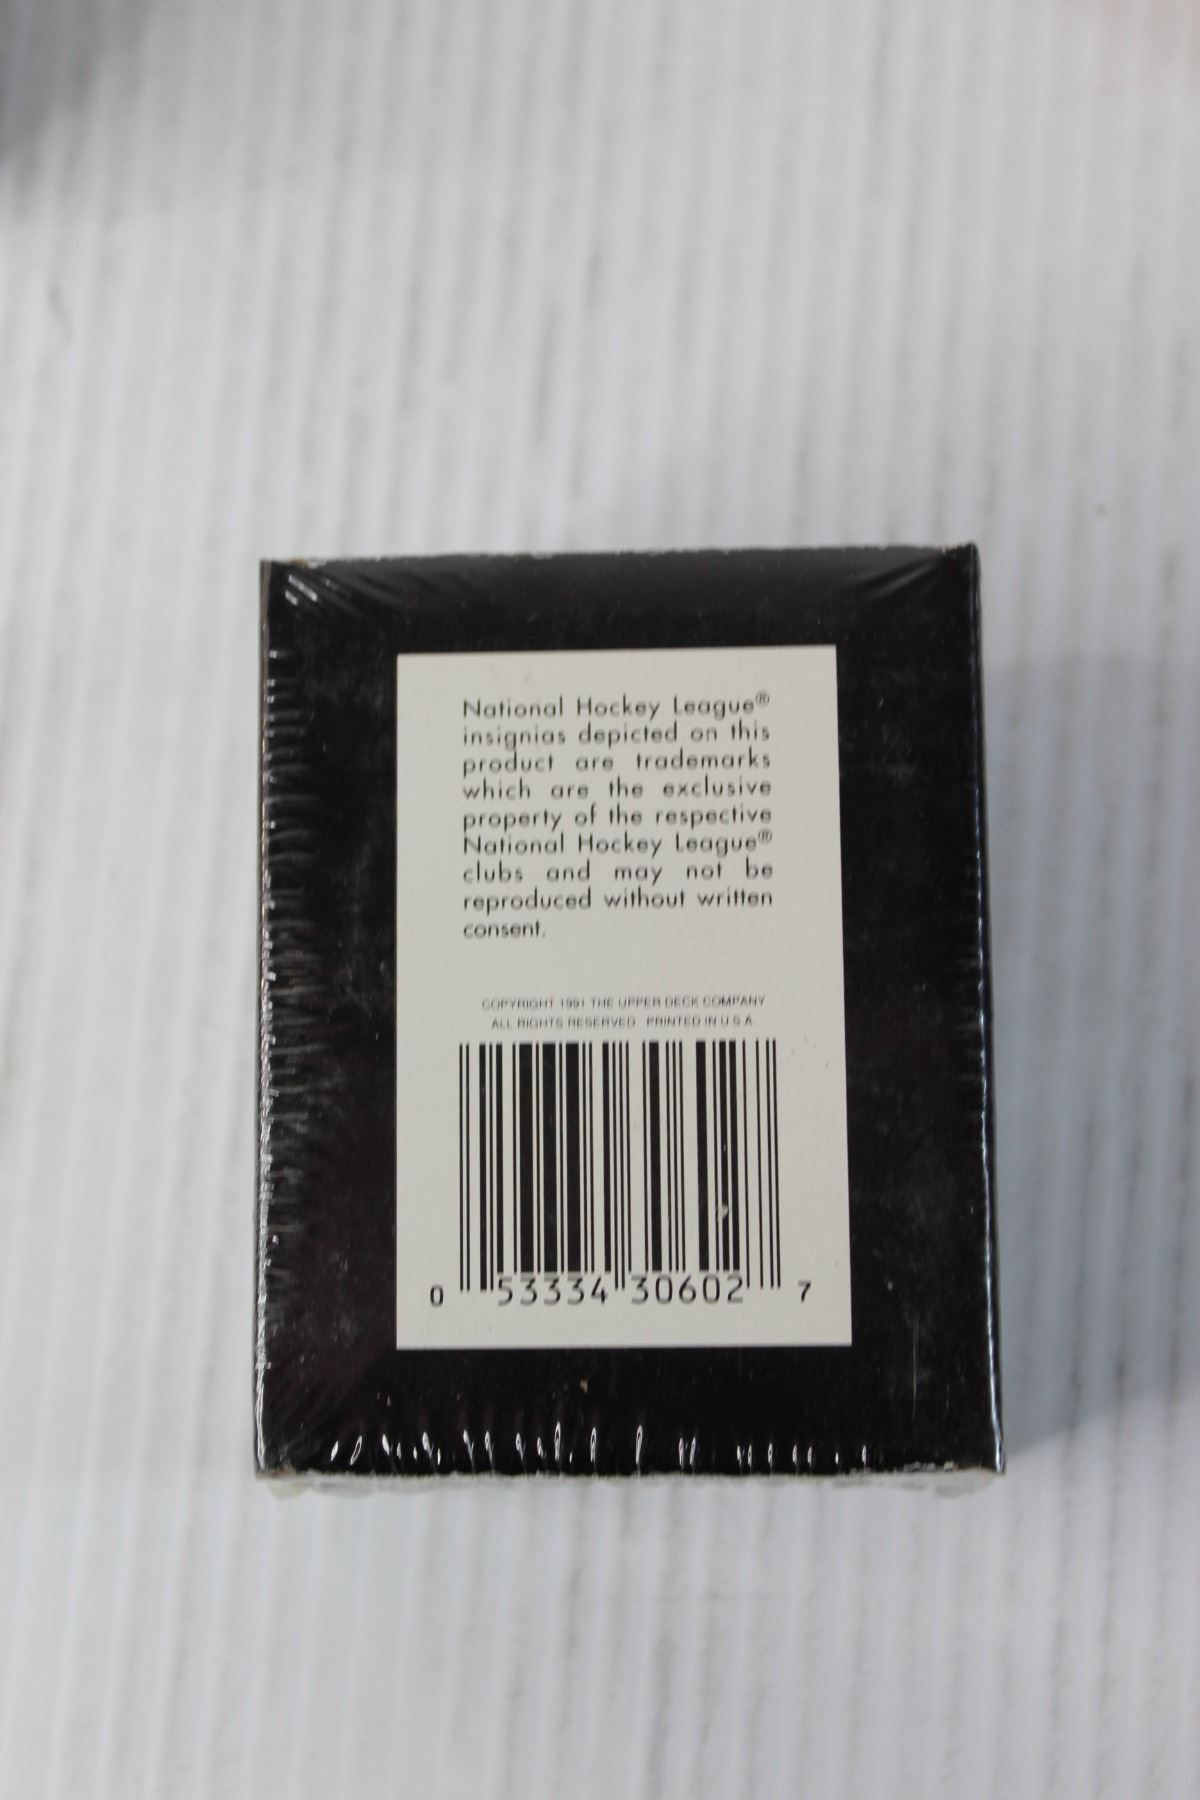 National Hockey League®
insignias depicted on this
product are trademarks
which are the exclusive
property of the respective
National Hockey League®
clubs and may not be
reproduced without written
consent.
COPYRIGHT 1991 THE UPPER DECK COMPANY
ALL RIGHTS RESERVED. PRINTED IN U.S.A.
0 53334 30602 7